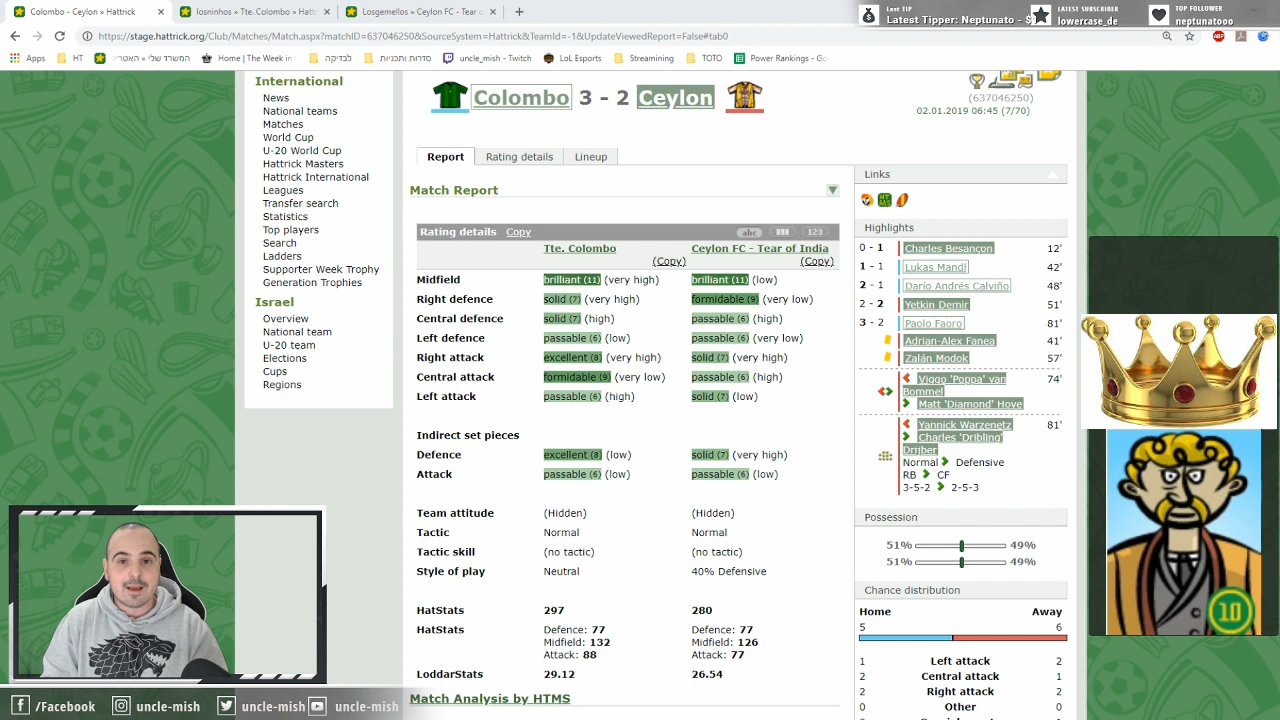 Colombo - Ceylon » Hattrick
losninhos » Tte. Colombo » Hatt
Losgemellos » Ceylon FC - Tear o
https://stage.hattrick.org/Club/Matches/Match.aspx?matchID=637046250&SourceSystem=Hattrick&TeamId=-1&UpdateViewedReport=False#tab0
Apps
HT
המשרד שלי » האטריק
Home | The Week in
לבדיקה
סדרות ותכניות
uncle_mish - Twitch
LoL Esports
Streamining
TOTO
Power Rankings - Go
Last TIP
Latest Tipper: Neptunato - $
LATEST SUBSCRIBER
lowercase_de
TOP FOLLOWER
neptunatooo
International
News
National teams
Matches
World Cup
U-20 World Cup
Hattrick Masters
Hattrick International
Leagues
Transfer search
Statistics
Top players
Search
Ladders
Supporter Week Trophy
Generation Trophies
Israel
Overview
National team
U-20 team
Elections
Cups
Regions
Colombo 3 - 2 Ceylon
(637046250)
02.01.2019 06:45 (7/70)
Report
Rating details
Lineup
Match Report
Rating details Copy
abc
123
Tte. Colombo
(Copy)
Ceylon FC - Tear of India
(Copy)
Midfield brilliant (11) (very high) brilliant (11) (low)
Right defence solid (7) (very high) formidable (9) (very low)
Central defence solid (7) (high) passable (6) (high)
Left defence passable (6) (low) passable (6) (very low)
Right attack excellent (8) (very high) solid (7) (very high)
Central attack formidable (9) (very low) passable (6) (high)
Left attack passable (6) (high) solid (7) (low)
Indirect set pieces
Defence excellent (8) (low) solid (7) (very high)
Attack passable (6) (low) passable (6) (low)
Team attitude (Hidden) (Hidden)
Tactic Normal Normal
Tactic skill (no tactic) (no tactic)
Style of play Neutral 40% Defensive
HatStats 297 280
HatStats Defence: 77 Defence: 77
Midfield: 132 Midfield: 126
Attack: 88 Attack: 77
LoddarStats 29.12 26.54
Match Analysis by HTMS
Links
Highlights
0 - 1 Charles Besançon 12'
1 - 1 Lukas Mandl 42'
2 - 1 Darío Andrés Calviño 48'
2 - 2 Yetkin Demir 51'
3 - 2 Paolo Faoro 81'
Adrian-Alex Fanea 41'
Zalán Modok 57'
Viggo 'Poppa' van 74'
Bommel
Matt 'Diamond' Hove
Yannick Warzenetz 81'
Charles 'Dribling'
Drijber
Normal Defensive
RB CF
3-5-2 2-5-3
Possession
51% 49%
51% 49%
Chance distribution
Home Away
5 6
1 Left attack 2
2 Central attack 1
2 Right attack 2
0 Other 0
10
/Facebook
uncle-mish
uncle-mish
uncle-mish